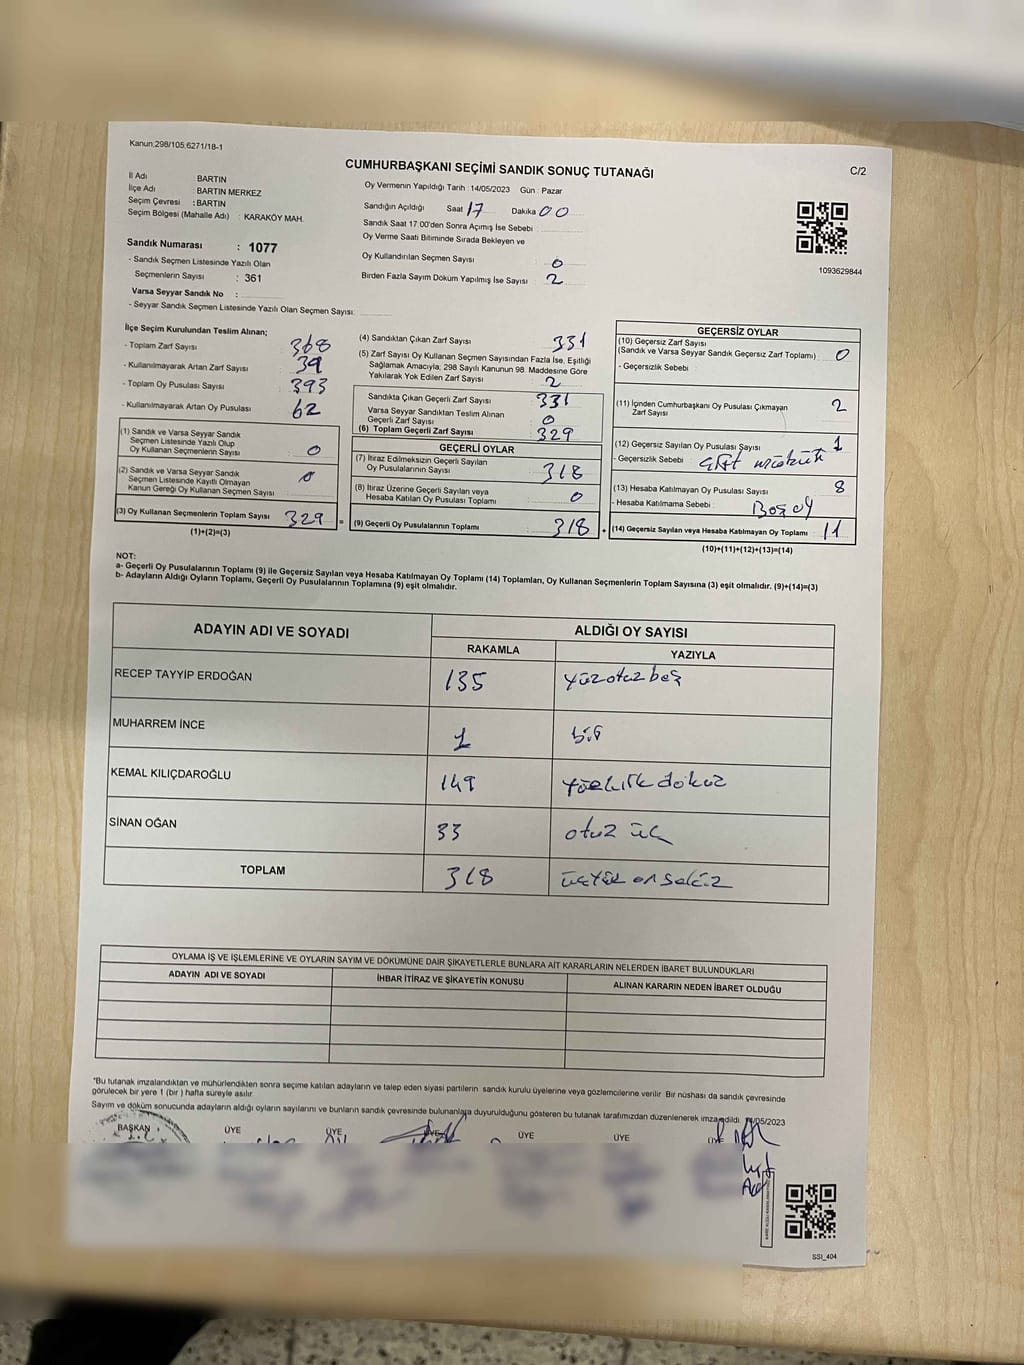 Kanun;298/105,6271/18-1
CUMHURBAŞKANI SEÇİMİ SANDIK SONUÇ TUTANAĞI
C/2
İl Adı : BARTIN
İlçe Adı : BARTIN MERKEZ
Seçim Çevresi : BARTIN
Seçim Bölgesi (Mahalle Adı) : KARAKÖY MAH.
Sandık Numarası : 1077
- Sandık Seçmen Listesinde Yazılı Olan
Seçmenlerin Sayısı : 361
Varsa Seyyar Sandık No :
- Seyyar Sandık Seçmen Listesinde Yazılı Olan Seçmen Sayısı:
Oy Vermenin Yapıldığı Tarih : 14/05/2023 Gün : Pazar
Sandığın Açıldığı Saat 17 Dakika 00
Sandık Saat 17:00'den Sonra Açılmış İse Sebebi :
Oy Verme Saati Bitiminde Sırada Bekleyen ve
Oy Kullandırılan Seçmen Sayısı : 0
Birden Fazla Sayım Döküm Yapılmış İse Sayısı : 2
1093629844
İlçe Seçim Kurulundan Teslim Alınan;
- Toplam Zarf Sayısı : 368
- Kullanılmayarak Artan Zarf Sayısı : 39
- Toplam Oy Pusulası Sayısı : 393
- Kullanılmayarak Artan Oy Pusulası : 62
(1) Sandık ve Varsa Seyyar Sandık
Seçmen Listesinde Yazılı Olup
Oy Kullanan Seçmenlerin Sayısı : 0
(2) Sandık ve Varsa Seyyar Sandık
Seçmen Listesinde Kayıtlı Olmayan
Kanun Gereği Oy Kullanan Seçmen Sayısı : 0
(3) Oy Kullanan Seçmenlerin Toplam Sayısı : 329
(1)+(2)=(3)
=
(4) Sandıktan Çıkan Zarf Sayısı : 331
(5) Zarf Sayısı Oy Kullanan Seçmen Sayısından Fazla İse, Eşitliği
Sağlamak Amacıyla; 298 Sayılı Kanunun 98. Maddesine Göre
Yakılarak Yok Edilen Zarf Sayısı : 2
Sandıkta Çıkan Geçerli Zarf Sayısı : 331
Varsa Seyyar Sandıktan Teslim Alınan
Geçerli Zarf Sayısı : 0
(6) Toplam Geçerli Zarf Sayısı : 329
GEÇERLİ OYLAR
(7) İtiraz Edilmeksizin Geçerli Sayılan
Oy Pusulalarının Sayısı : 318
(8) İtiraz Üzerine Geçerli Sayılan veya
Hesaba Katılan Oy Pusulası Toplamı : 0
(9) Geçerli Oy Pusulalarının Toplamı : 318
+
GEÇERSİZ OYLAR
(10) Geçersiz Zarf Sayısı
(Sandık ve Varsa Seyyar Sandık Geçersiz Zarf Toplamı) : 0
- Geçersizlik Sebebi :
(11) İçinden Cumhurbaşkanı Oy Pusulası Çıkmayan
Zarf Sayısı : 2
(12) Geçersiz Sayılan Oy Pusulası Sayısı : 1
- Geçersizlik Sebebi : çift
(13) Hesaba Katılmayan Oy Pusulası Sayısı : 8
- Hesaba Katılmama Sebebi : Boş oy
(14) Geçersiz Sayılan veya Hesaba Katılmayan Oy Toplamı : 11
(10)+(11)+(12)+(13)=(14)
NOT:
a- Geçerli Oy Pusulalarının Toplamı (9) ile Geçersiz Sayılan veya Hesaba Katılmayan Oy Toplamı (14) Toplamları, Oy Kullanan Seçmenlerin Toplam Sayısına (3) eşit olmalıdır. (9)+(14)=(3)
b- Adayların Aldığı Oyların Toplamı, Geçerli Oy Pusulalarının Toplamına (9) eşit olmalıdır.
ADAYIN ADI VE SOYADI
ALDIĞI OY SAYISI
RAKAMLA YAZIYLA
RECEP TAYYİP ERDOĞAN 135 yüzotuzbeş
MUHARREM İNCE 1 bir
KEMAL KILIÇDAROĞLU 149 yüzkırk dokuz
SİNAN OĞAN 33 otuz üç
TOPLAM 318 üçyüz on sekiz
OYLAMA İŞ VE İŞLEMLERİNE VE OYLARIN SAYIM VE DÖKÜMÜNE DAİR ŞİKAYETLERLE BUNLARA AİT KARARLARIN NELERDEN İBARET BULUNDUKLARI
ADAYIN ADI VE SOYADI İHBAR İTİRAZ VE ŞİKAYETİN KONUSU ALINAN KARARIN NEDEN İBARET OLDUĞU
*Bu tutanak imzalandıktan ve mühürlendikten sonra seçime katılan adayların ve talep eden siyasi partilerin sandık kurulu üyelerine veya gözlemcilerine verilir. Bir nüshası da sandık çevresinde
görülecek bir yere 1 (bir ) hafta süreyle asılır.
Sayım ve döküm sonucunda adayların aldığı oyların sayılarını ve bunların sandık çevresinde bulunanlara duyurulduğunu gösteren bu tutanak tarafımızdan düzenlenerek imzalandı. /05/2023
BAŞKAN ÜYE ÜYE ÜYE ÜYE ÜYE ÜYE
SSI_404